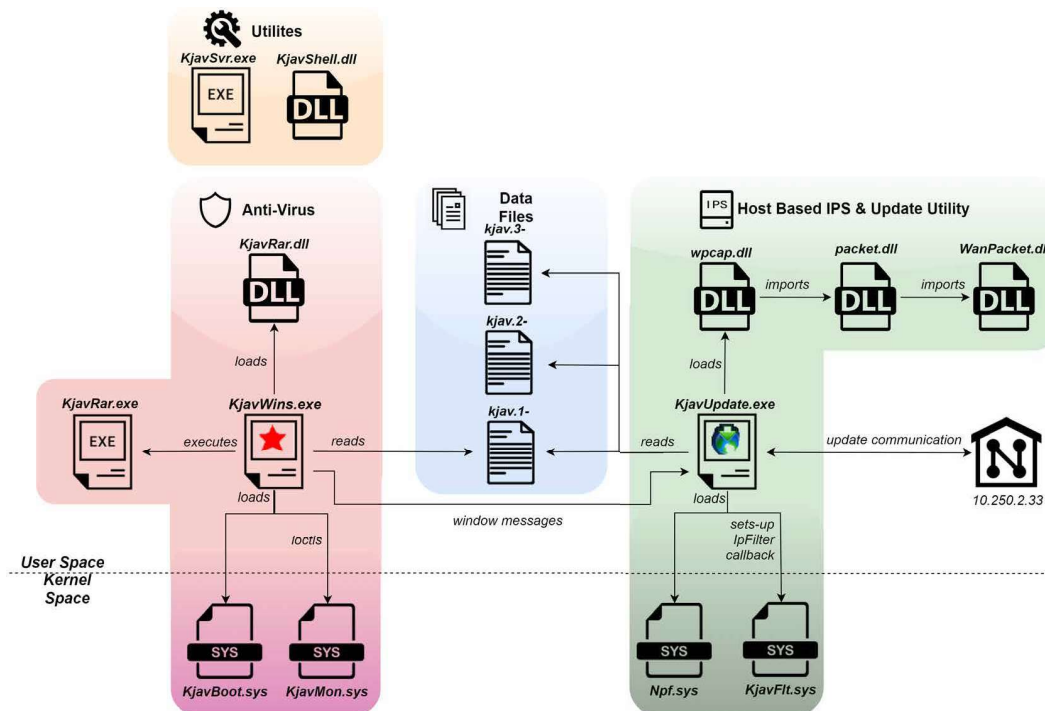 Utilites
KjavSvr.exe
KjavShell.dll
EXE
DLL
Anti-Virus
KjavRar.dll
DLL
loads
KjavRar.exe
EXE
executes
KjavWins.exe
reads
loads
ioctls
window messages
Data
Files
kjav.3-
kjav.2-
kjav.1-
IPS
Host Based IPS & Update Utility
wpcap.dll
DLL
imports
packet.dll
DLL
imports
WanPacket.dl
DLL
loads
KjavUpdate.exe
reads
update communication
10.250.2.33
loads
sets-up
IpFilter
callback
User Space
Kernel
Space
SYS
KjavBoot.sys
SYS
KjavMon.sys
SYS
Npf.sys
SYS
KjavFlt.sys